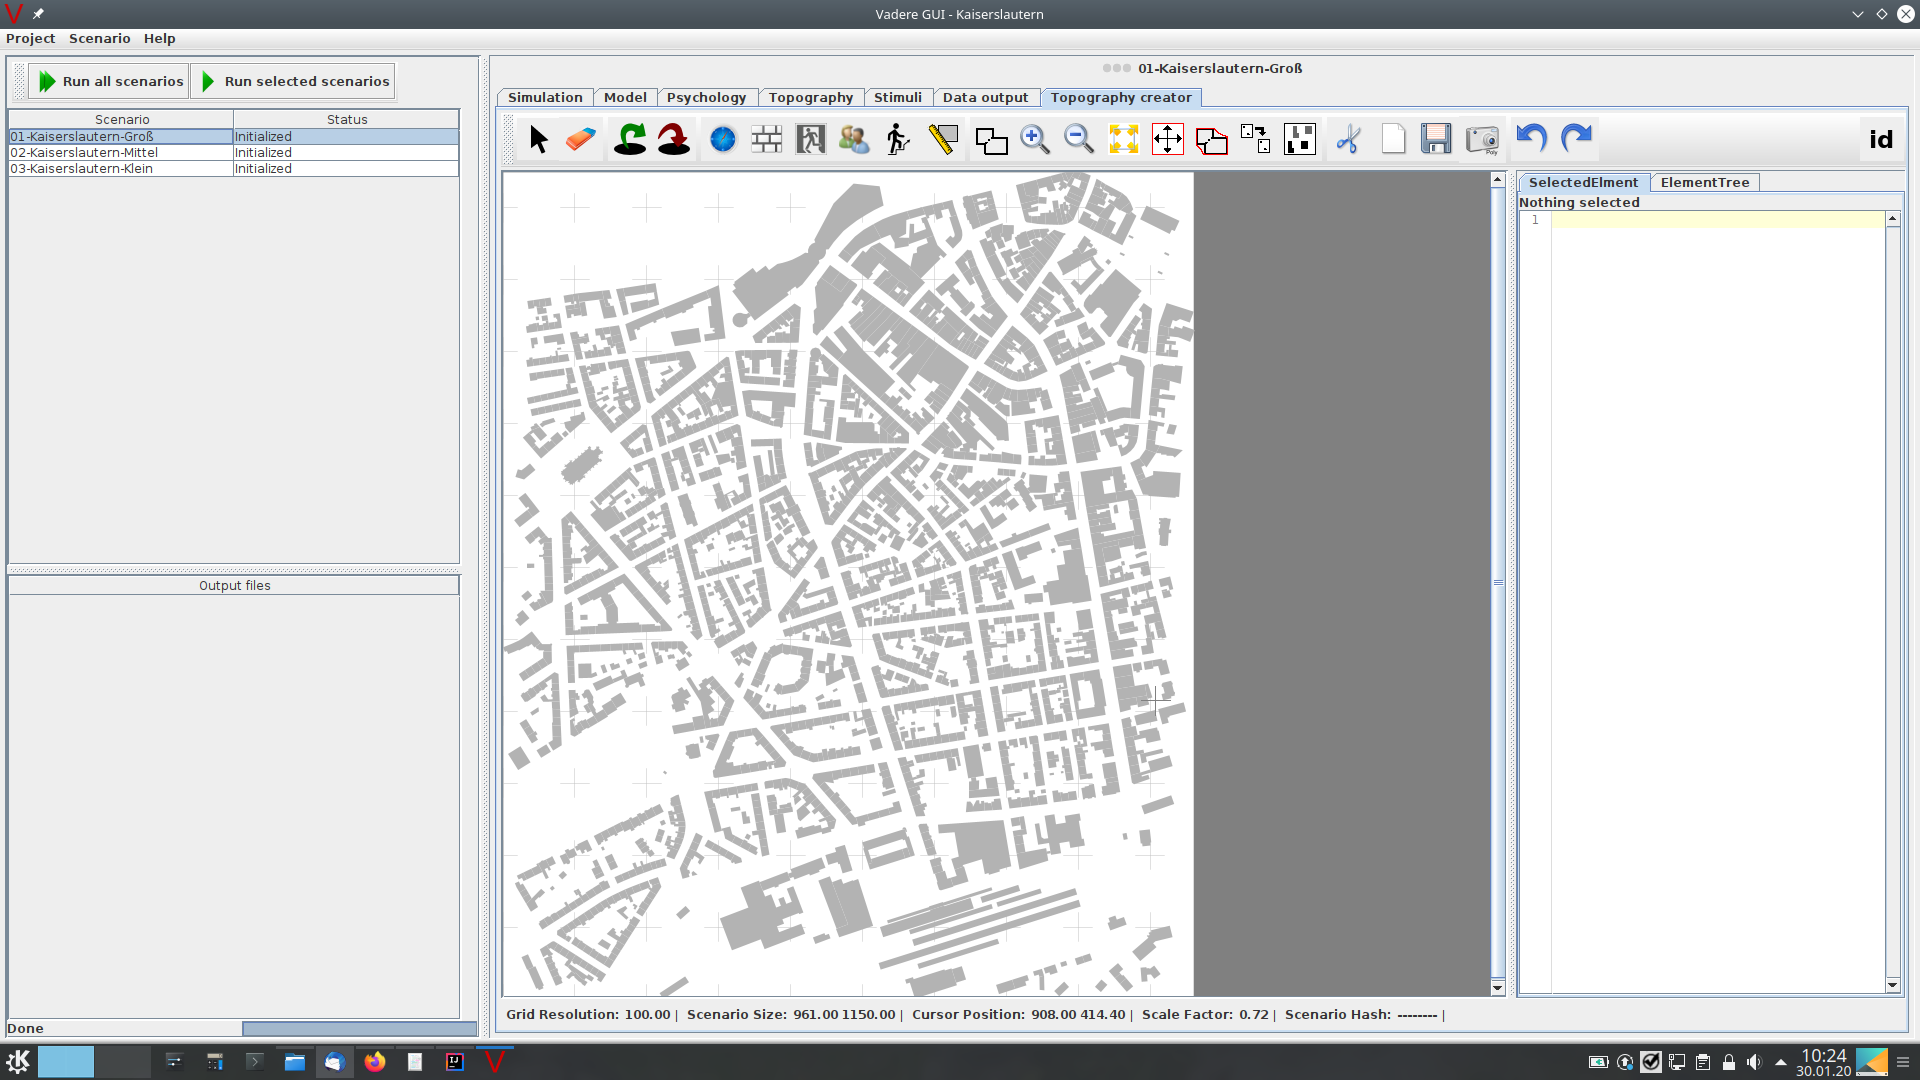 Vadere GUI - Kaiserslautern
Project Scenario Help
Run all scenarios Run selected scenarios
Scenario Status
01-Kaiserslautern-Groß Initialized
02-Kaiserslautern-Mittel Initialized
03-Kaiserslautern-Klein Initialized
Output files
Done
01-Kaiserslautern-Groß
Simulation Model Psychology Topography Stimuli Data output Topography creator
Poly
id
SelectedElment ElementTree
Nothing selected
1
Grid Resolution: 100.00 | Scenario Size: 961.00 1150.00 | Cursor Position: 908.00 414.40 | Scale Factor: 0.72 | Scenario Hash: -------- |
IJ
10:24
30.01.20